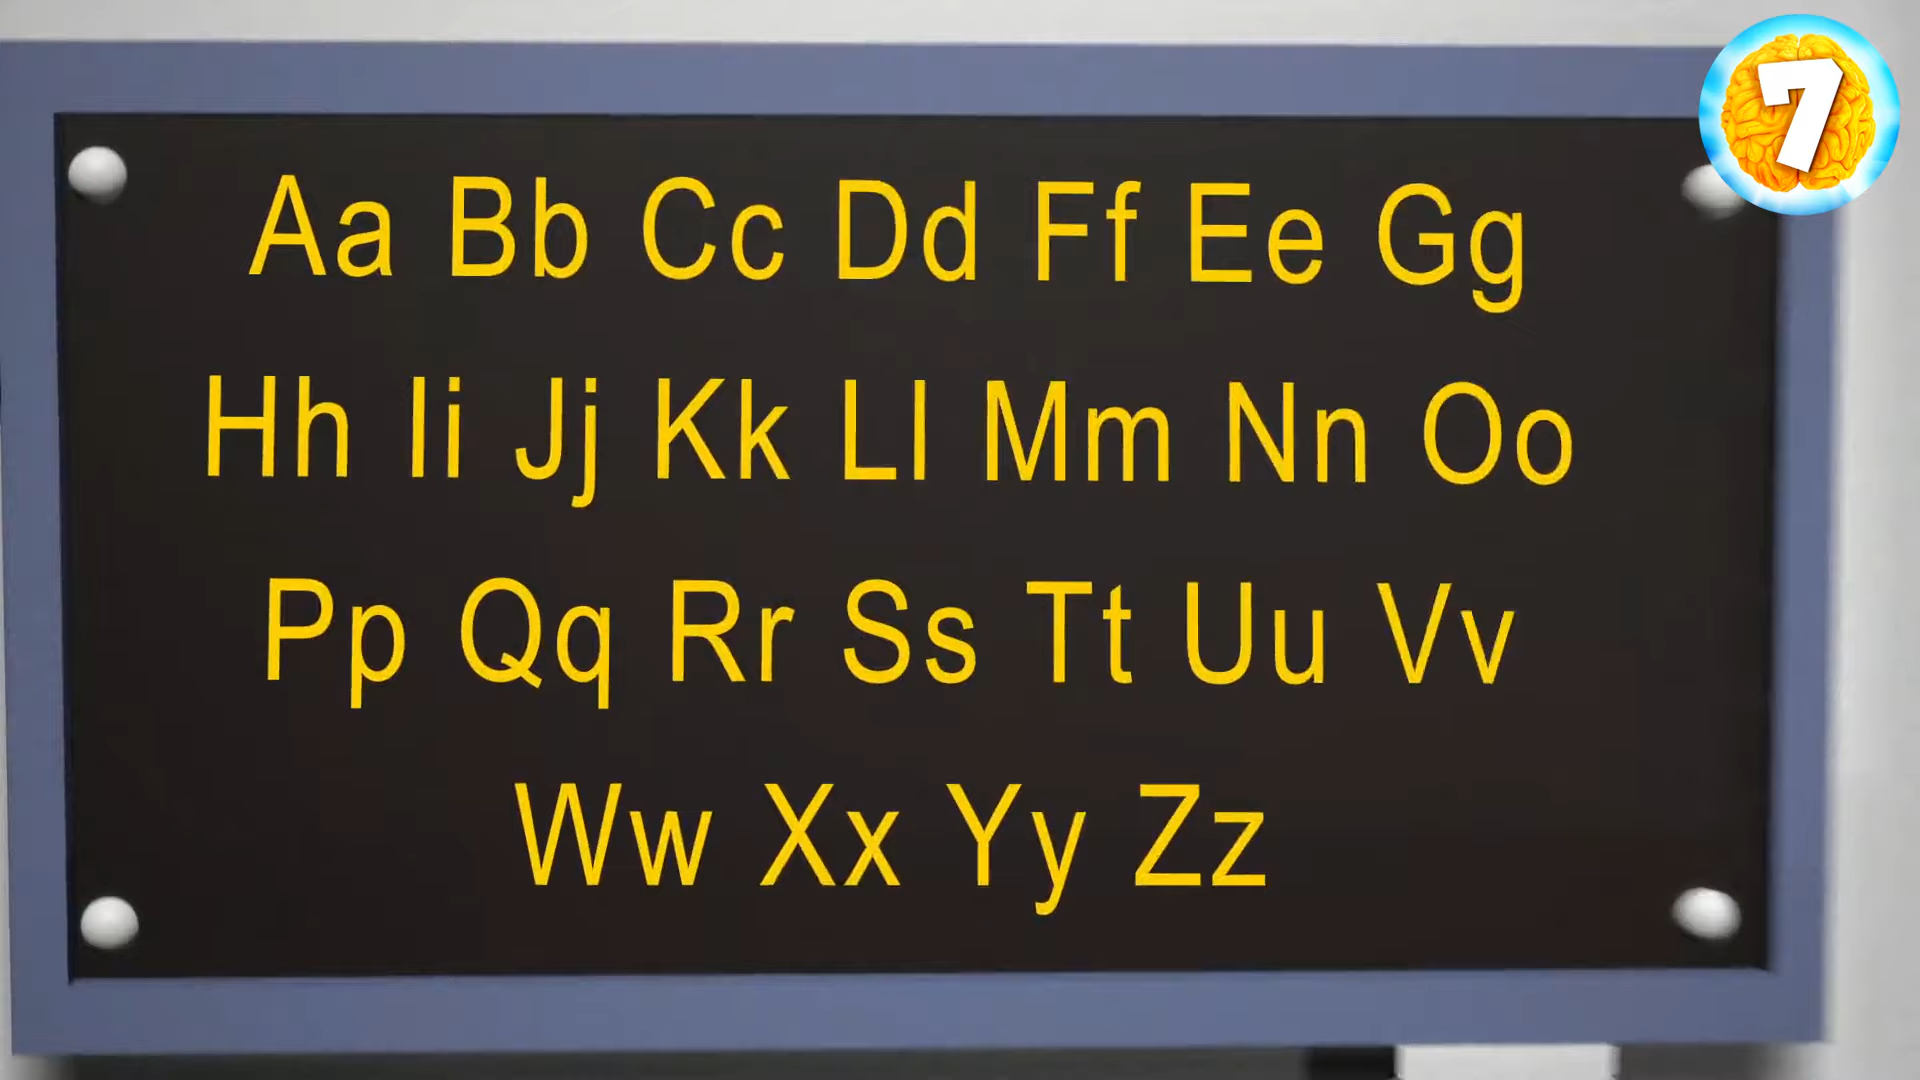 7
Aa Bb Cc Dd Ff Ee Gg
Hh Ii Jj Kk Ll Mm Nn Oo
Pp Qq Rr Ss Tt Uu Vv
Ww Xx Yy Zz